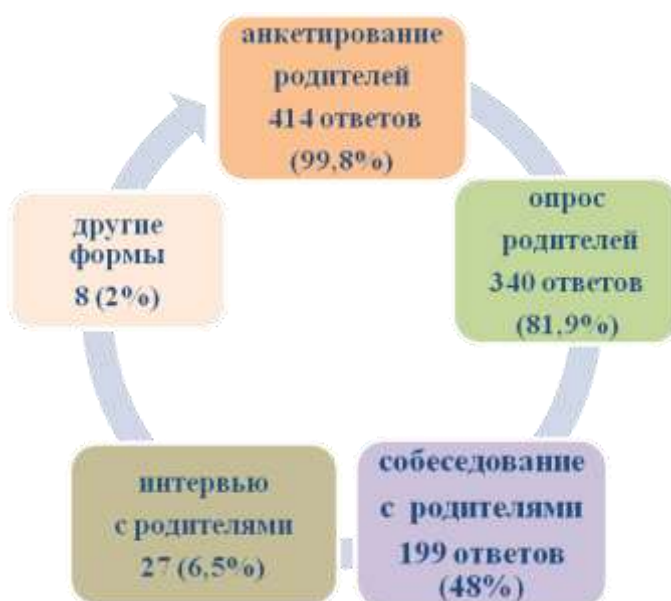 анкетирование
родителей
414 ответов
(99,8%)
опрос
родителей
340 ответов
(81,9%)
собеседование
с родителями
199 ответов
(48%)
интервью
с родителями
27 (6,5%)
другие
формы
8 (2%)